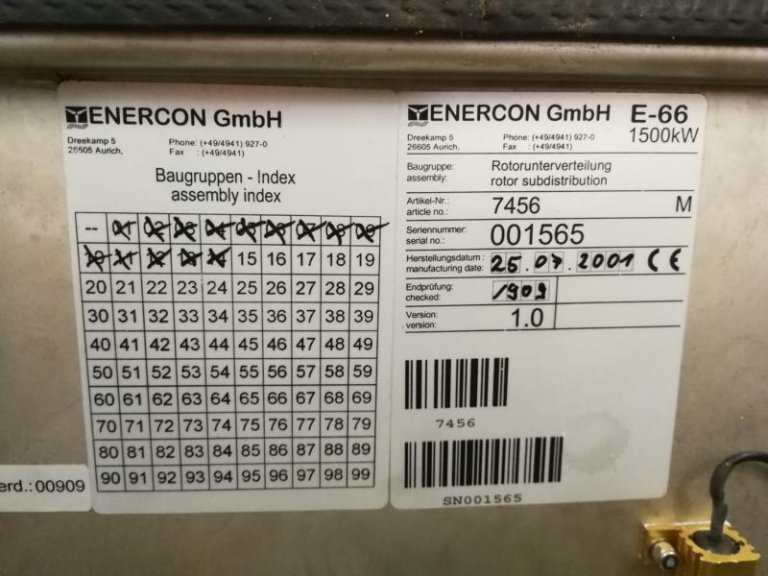 ENERCON GmbH
Dreekamp 5 Phone: (+49/4941) 927-0
26605 Aurich, Fax : (+49/4941)
Baugruppen - Index
assembly index
-- 01 02 03 04 05 06 07 08 09
10 11 12 13 14 15 16 17 18 19
20 21 22 23 24 25 26 27 28 29
30 31 32 33 34 35 36 37 38 39
40 41 42 43 44 45 46 47 48 49
50 51 52 53 54 55 56 57 58 59
60 61 62 63 64 65 66 67 68 69
70 71 72 73 74 75 76 77 78 79
80 81 82 83 84 85 86 87 88 89
90 91 92 93 94 95 96 97 98 99
erd.:00909
ENERCON GmbH E-66
1500kW
Dreekamp 5 Phone: (+49/4941) 927-0
26605 Aurich, Fax : (+49/4941)
Baugruppe: Rotorunterverteilung
assembly: rotor subdistribution
Artikel-Nr.:
article no.: 7456 M
Seriennummer:
serial no.: 001565
Herstellungsdatum :
manufacturing date: 25.07.2001 CE
Endprüfung:
checked: 1909
Version:
version: 1.0
7456
SN001565